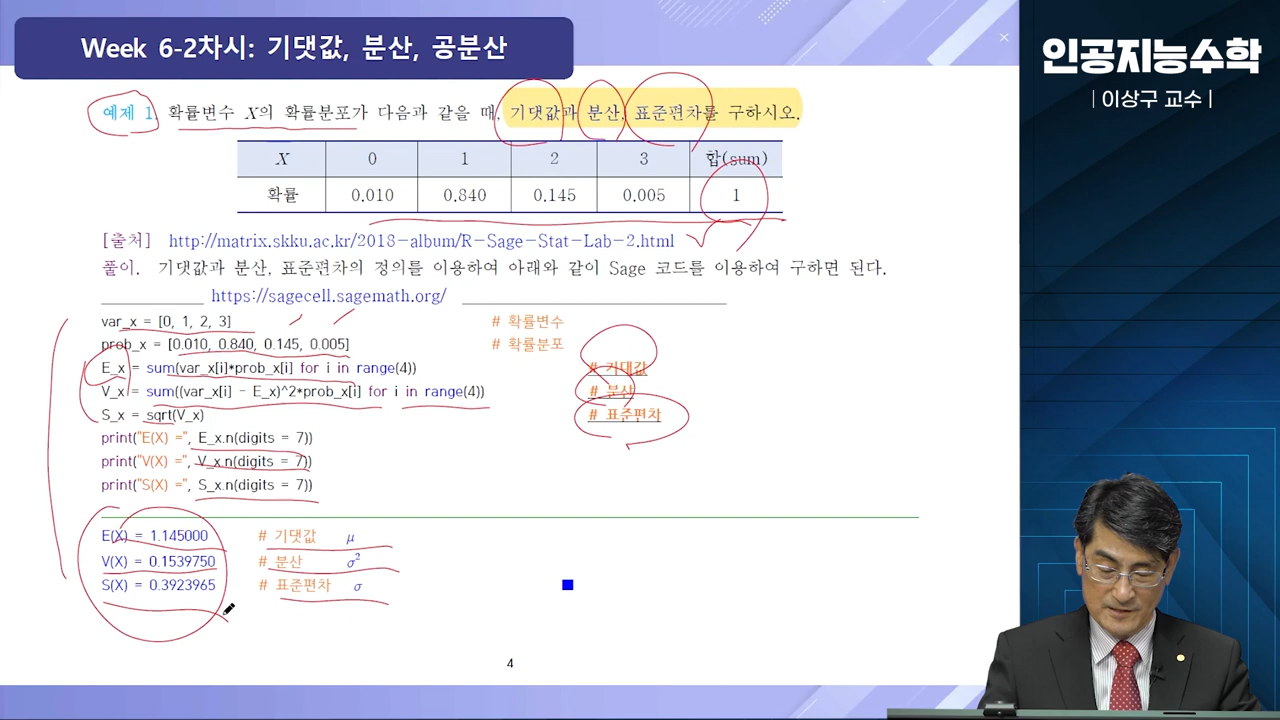 Week 6-2차시: 기댓값, 분산, 공분산
인공지능수학
| 이상구 교수 |
예제 1. 확률변수 X의 확률분포가 다음과 같을 때, 기댓값과 분산, 표준편차를 구하시오.
X 0 1 2 3 합(sum)
확률 0.010 0.840 0.145 0.005 1
[출처] http://matrix.skku.ac.kr/2018-album/R-Sage-Stat-Lab-2.html
풀이. 기댓값과 분산, 표준편차의 정의를 이용하여 아래와 같이 Sage 코드를 이용하여 구하면 된다.
____________ https://sagecell.sagemath.org/ ____________
var_x = [0, 1, 2, 3] # 확률변수
prob_x = [0.010, 0.840, 0.145, 0.005] # 확률분포
E_x = sum(var_x[i]*prob_x[i] for i in range(4)) # 기대값
V_x = sum((var_x[i] - E_x)^2*prob_x[i] for i in range(4)) # 분산
S_x = sqrt(V_x) # 표준편차
print("E(X) =", E_x.n(digits = 7))
print("V(X) =", V_x.n(digits = 7))
print("S(X) =", S_x.n(digits = 7))
E(X) = 1.145000 # 기댓값 μ
V(X) = 0.1539750 # 분산 σ²
S(X) = 0.3923965 # 표준편차 σ
4